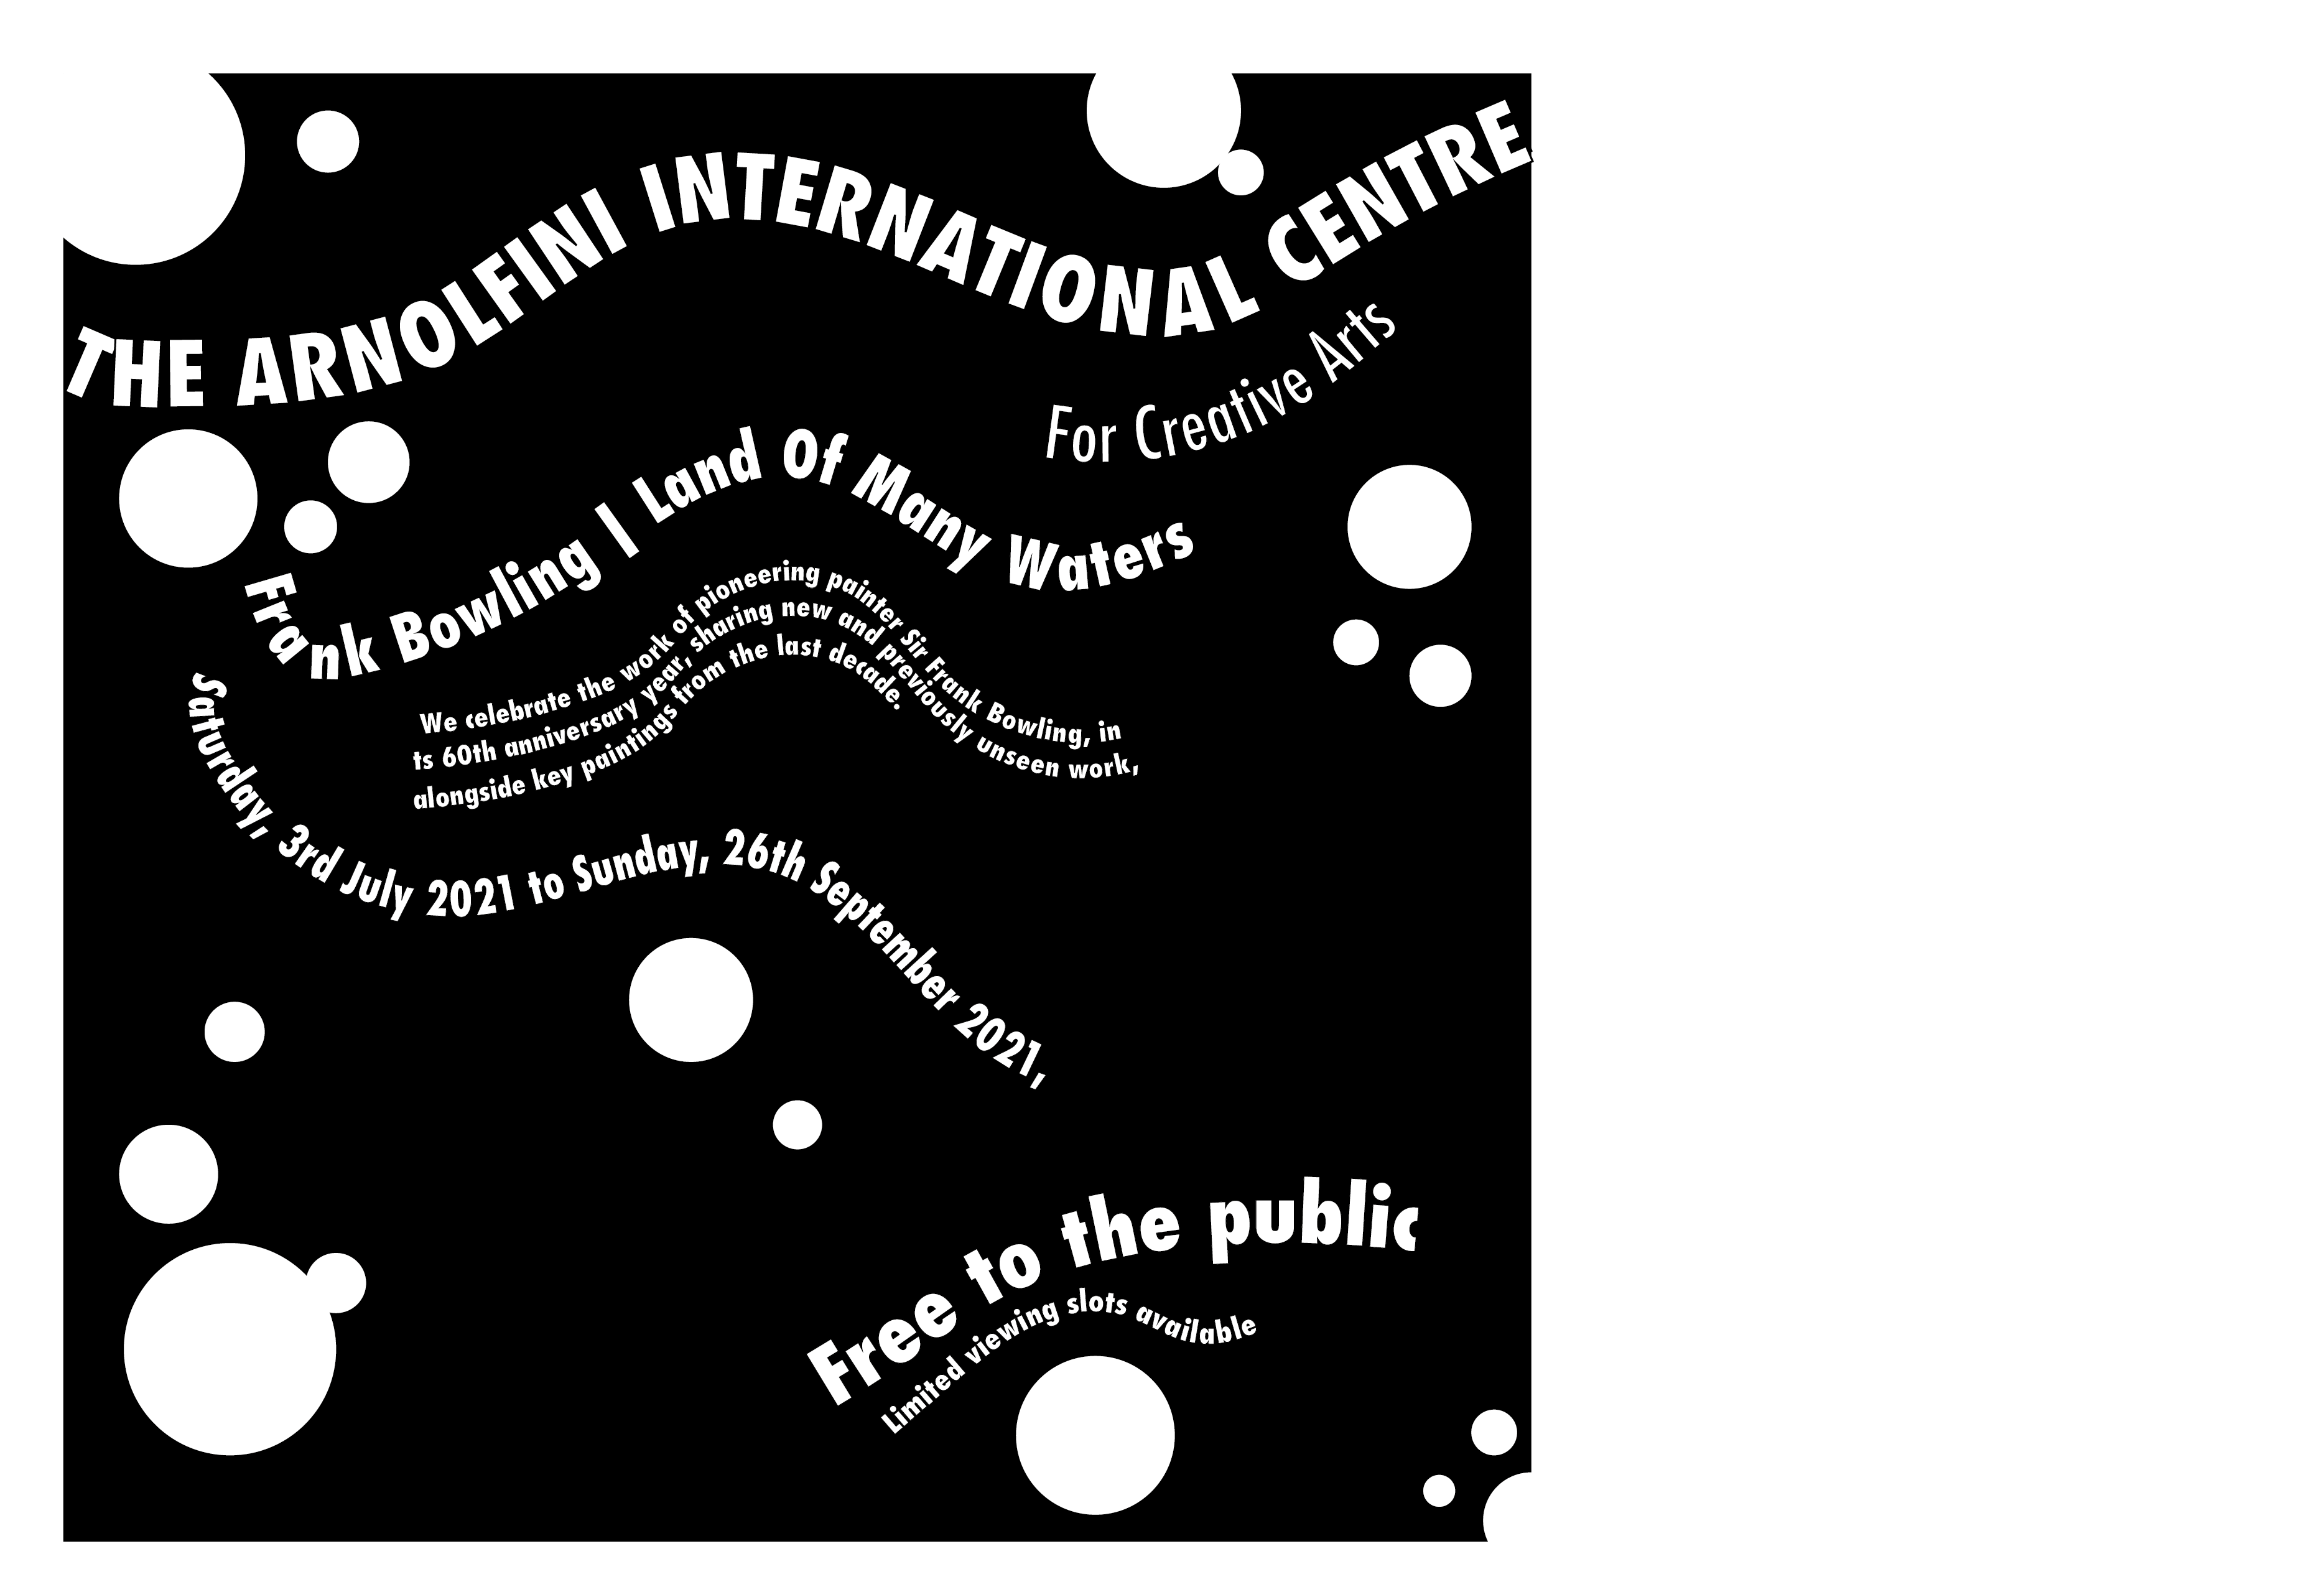 THE ARNOLFINI INTERNATIONAL CENTRE
For Creative Arts
Frank Bowling | Land Of Many Waters
We celebrate the work of pioneering painter Sir Frank Bowling, in
ts 60th anniversary year, sharing new and previously unseen work,
alongside key paintings from the last decade.
Saturday, 3rd July 2021 to Sunday, 26th September 2021,
Free to the public
Limited viewing slots available